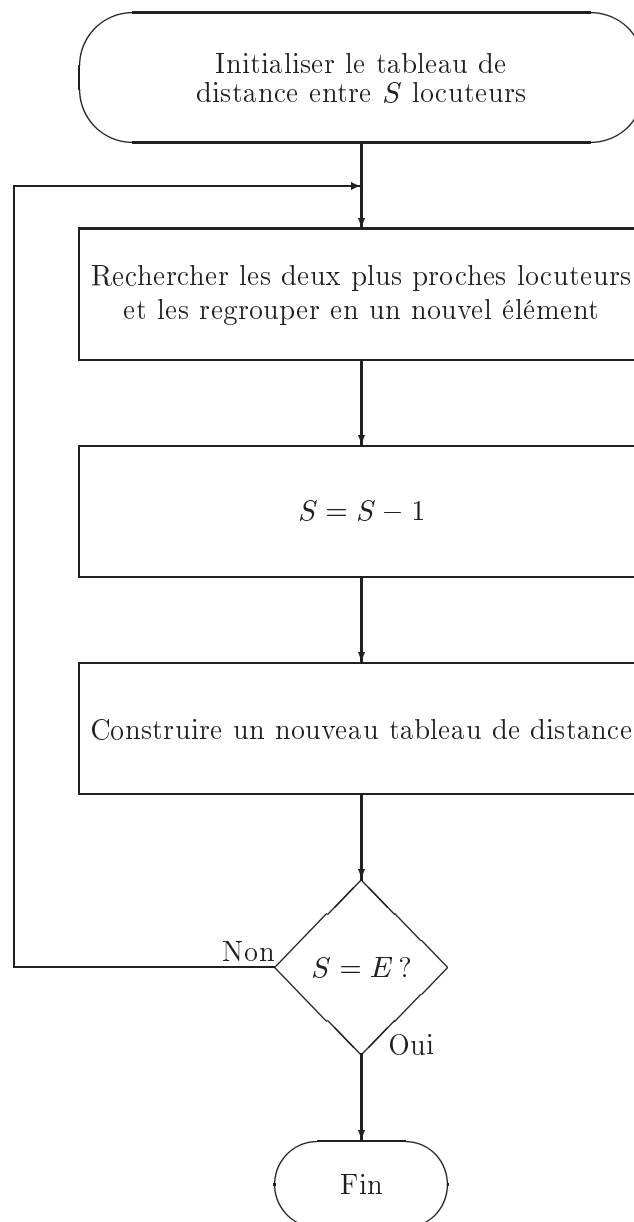 Initialiser le tableau de
distance entre S locuteurs
Rechercher les deux plus proches locuteurs
et les regrouper en un nouvel élément
S = S − 1
Construire un nouveau tableau de distance
Non
S = E ?
Oui
Fin